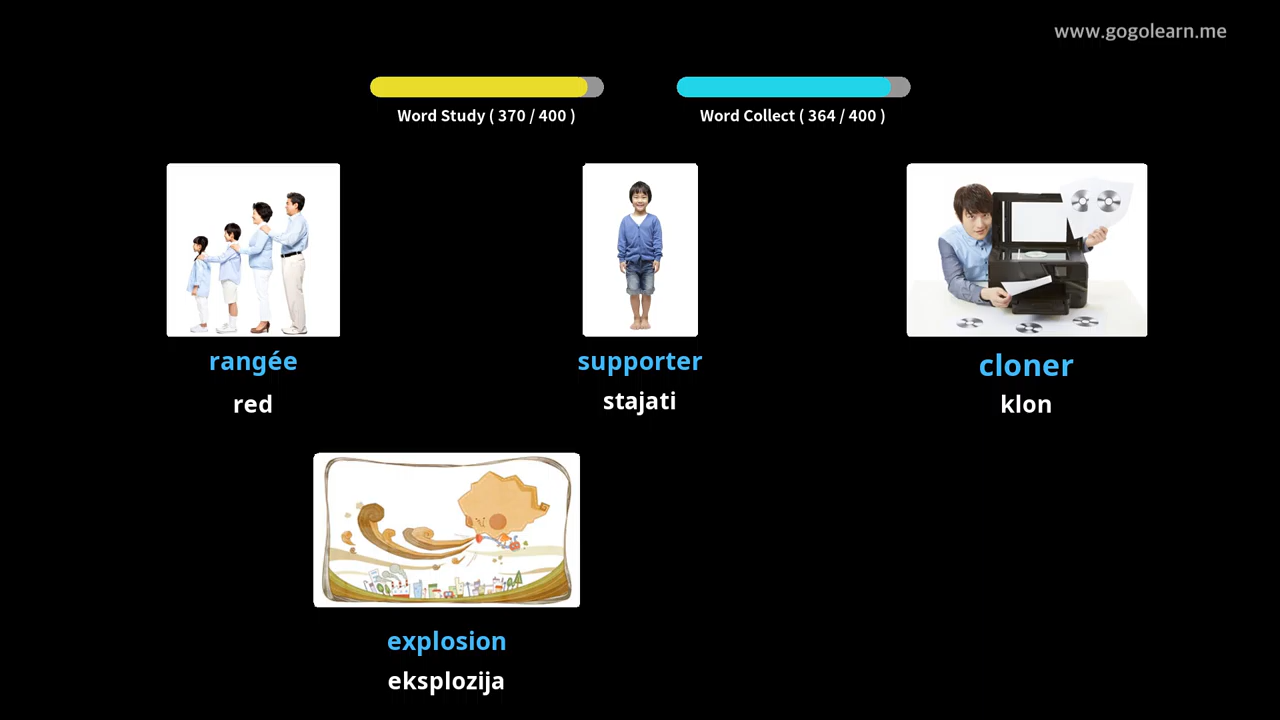 www.gogolearn.me
Word Study ( 370 / 400 )
Word Collect ( 364 / 400 )
rangée
red
supporter
stajati
cloner
klon
explosion
eksplozija